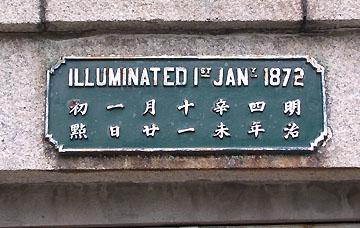 ILLUMINATED 1ST JANY. 1872
明治
四年
辛未
十一
月廿
一日
初點